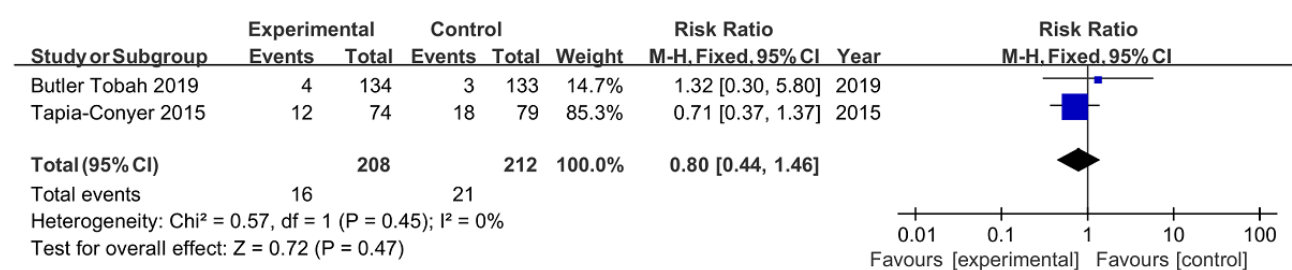 Experimental Control Risk Ratio Risk Ratio
Study or Subgroup Events Total Events Total Weight M-H, Fixed, 95% CI Year M-H, Fixed, 95% CI
Butler Tobah 2019 4 134 3 133 14.7% 1.32 [0.30, 5.80] 2019
Tapia-Conyer 2015 12 74 18 79 85.3% 0.71 [0.37, 1.37] 2015
Total (95% CI) 208 212 100.0% 0.80 [0.44, 1.46]
Total events 16 21
Heterogeneity: Chi² = 0.57, df = 1 (P = 0.45); I² = 0%
Test for overall effect: Z = 0.72 (P = 0.47)
0.01 0.1 1 10 100
Favours [experimental] Favours [control]